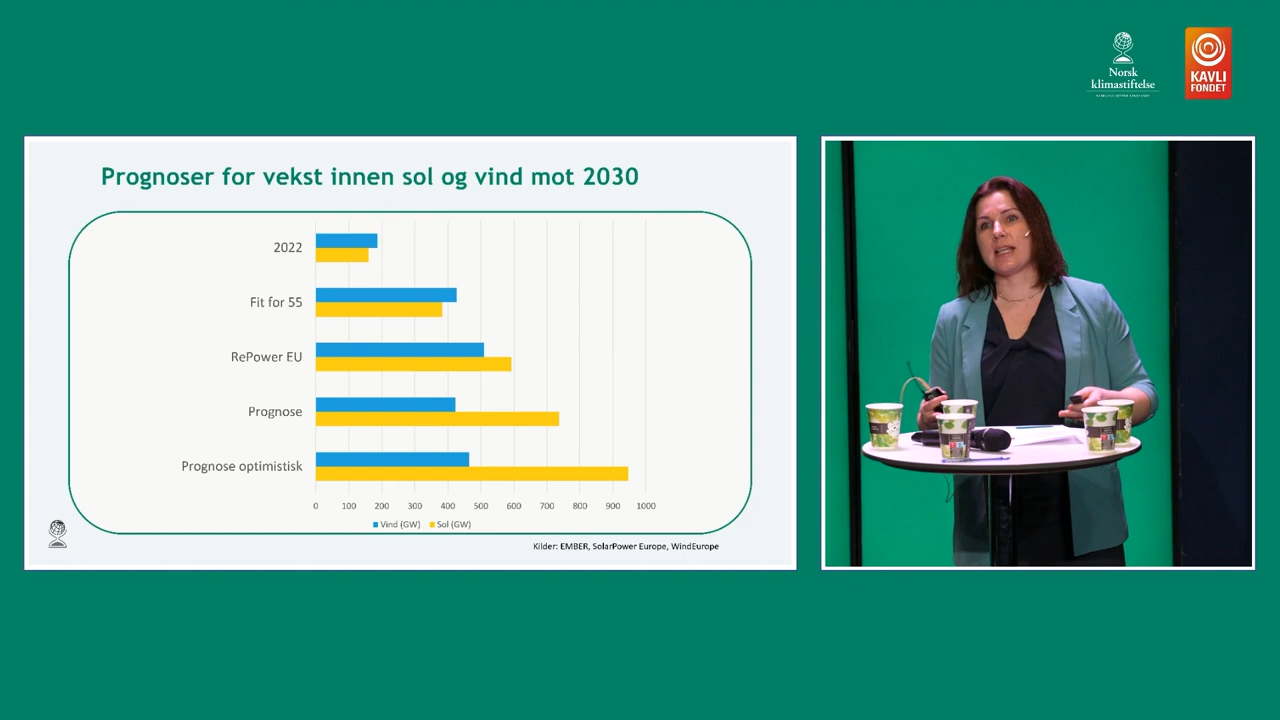 Norsk
klimastiftelse
KAVLI
FONDET
Prognoser for vekst innen sol og vind mot 2030
2022
Fit for 55
RePower EU
Prognose
Prognose optimistisk
0 100 200 300 400 500 600 700 800 900 1000
Vind (GW) Sol (GW)
Kilder: EMBER, SolarPower Europe, WindEurope